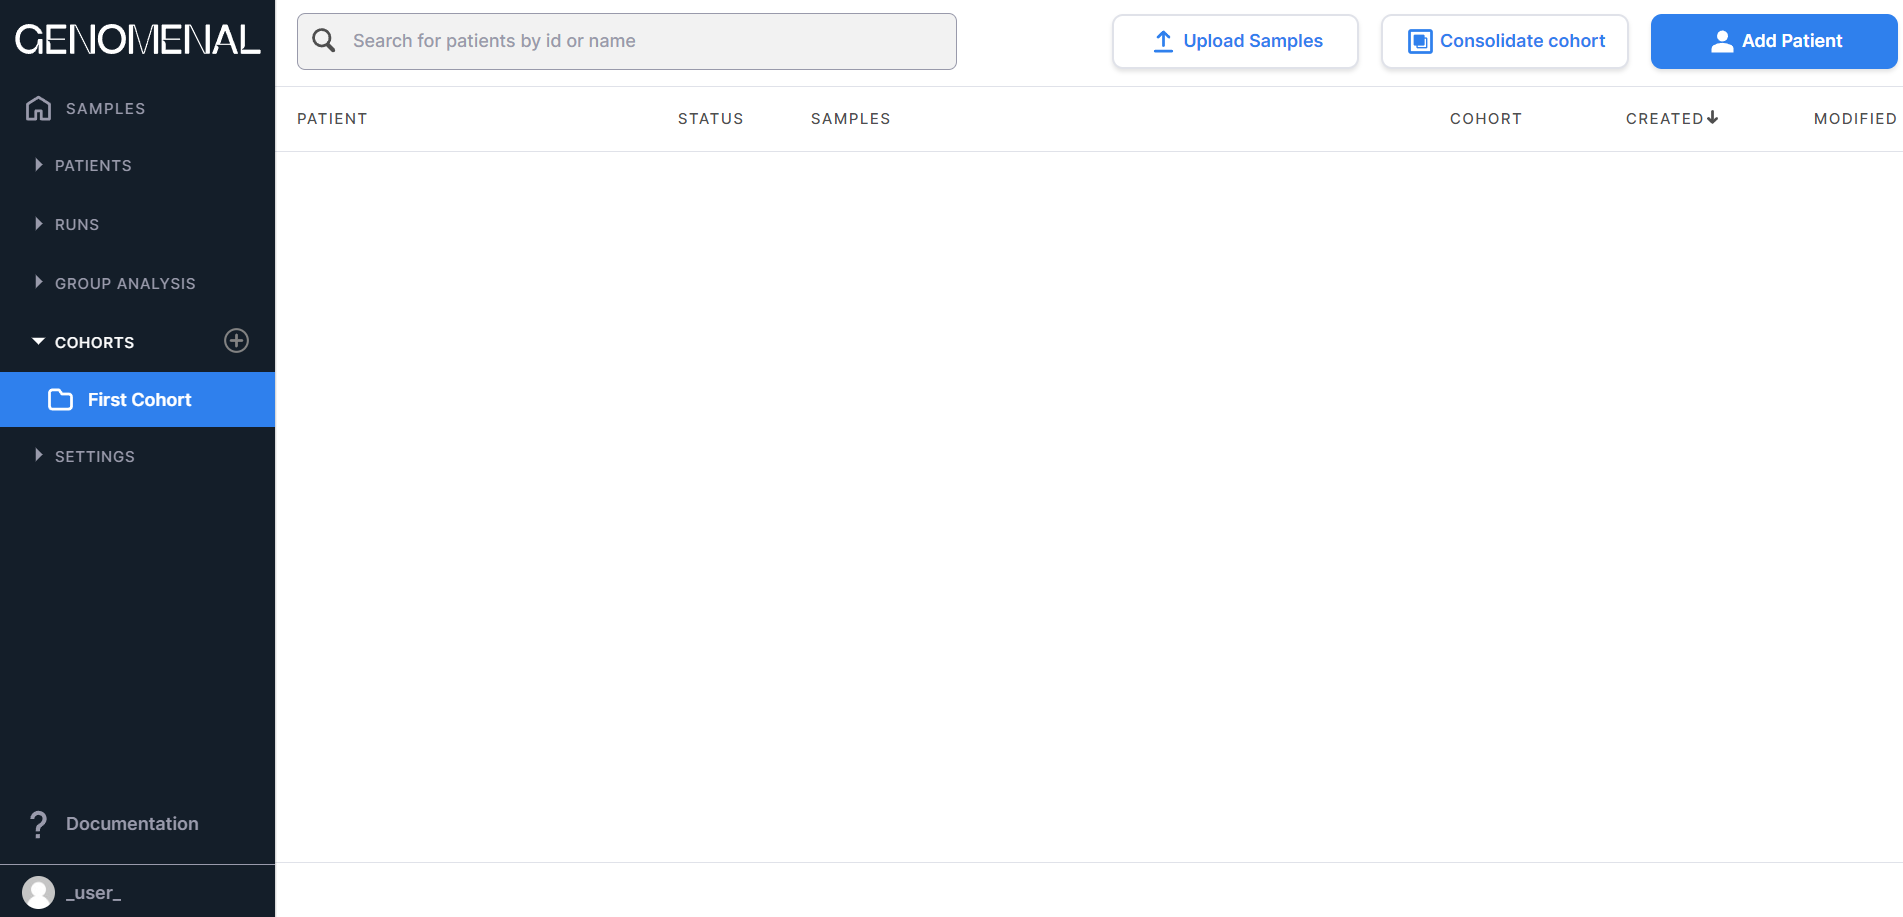 GENOMENAL
Search for patients by id or name
Upload Samples
Consolidate cohort
Add Patient
SAMPLES
PATIENTS
RUNS
GROUP ANALYSIS
COHORTS
First Cohort
SETTINGS
PATIENT STATUS SAMPLES COHORT CREATED MODIFIED
? Documentation
_user_